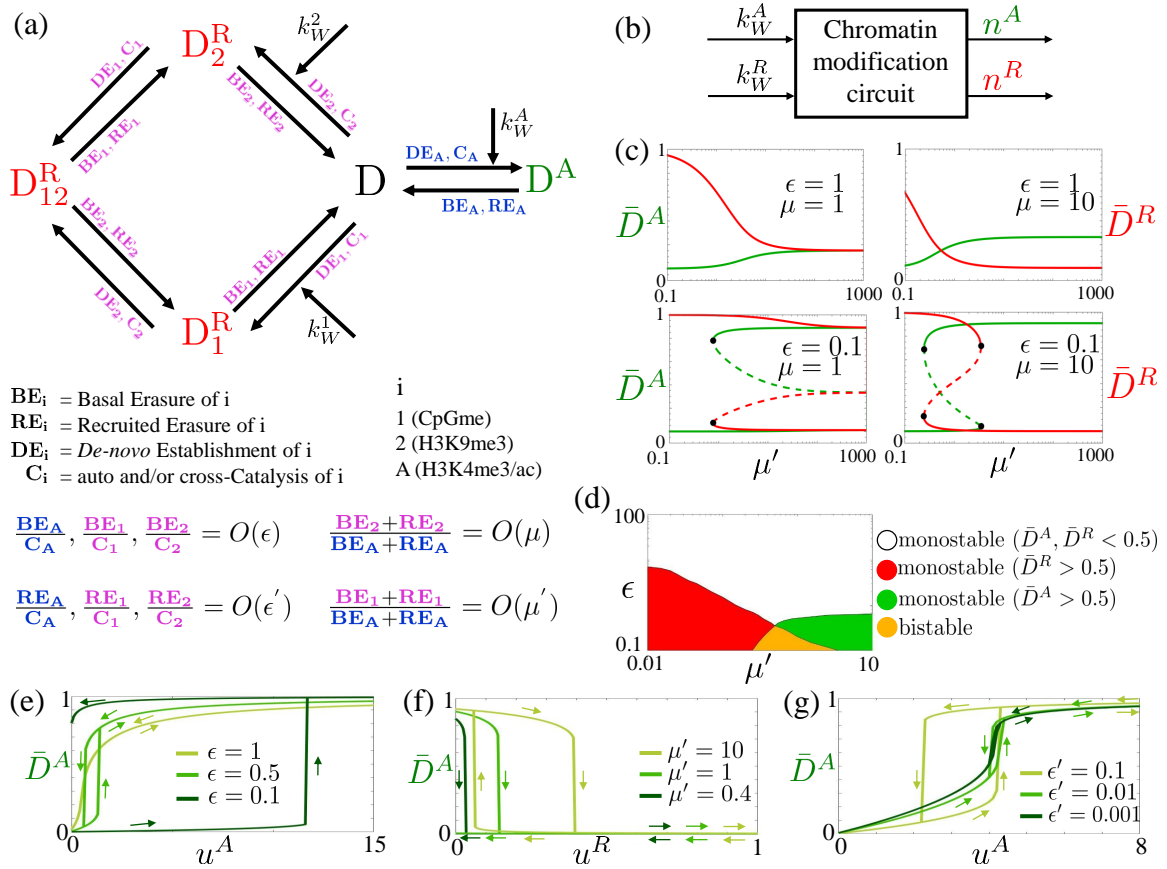 (a)
D₂ᴿ
k_W²
DE₁, C₁
BE₁, RE₁
BE₂, RE₂
DE₂, C₂
D₁₂ᴿ
D
k_W^A
DE_A, C_A
BE_A, RE_A
Dᴬ
BE₂, RE₂
DE₂, C₂
BE₁, RE₁
DE₁, C₁
D₁ᴿ
k_W¹
BEᵢ = Basal Erasure of i
REᵢ = Recruited Erasure of i
DEᵢ = De-novo Establishment of i
Cᵢ = auto and/or cross-Catalysis of i
i
1 (CpGme)
2 (H3K9me3)
A (H3K4me3/ac)
BE_A/C_A, BE₁/C₁, BE₂/C₂ = O(ϵ)
BE₂+RE₂/BE_A+RE_A = O(μ)
RE_A/C_A, RE₁/C₁, RE₂/C₂ = O(ϵ′)
BE₁+RE₁/BE_A+RE_A = O(μ′)
(b)
k_W^A
k_W^R
Chromatin
modification
circuit
nᴬ
nᴿ
(c)
1
D̄ᴬ
0
0.1
1000
ϵ = 1
μ = 1
1
D̄ᴿ
0
0.1
1000
ϵ = 1
μ = 10
1
D̄ᴬ
0
0.1
μ′
1000
ϵ = 0.1
μ = 1
1
D̄ᴿ
0
0.1
μ′
1000
ϵ = 0.1
μ = 10
(d)
100
ϵ
0.1
0.01
μ′
10
monostable (D̄ᴬ, D̄ᴿ < 0.5)
monostable (D̄ᴿ > 0.5)
monostable (D̄ᴬ > 0.5)
bistable
(e)
1
D̄ᴬ
0
0
uᴬ
15
ϵ = 1
ϵ = 0.5
ϵ = 0.1
(f)
1
D̄ᴬ
0
0
uᴿ
1
μ′ = 10
μ′ = 1
μ′ = 0.4
(g)
1
D̄ᴬ
0
0
uᴬ
8
ϵ′ = 0.1
ϵ′ = 0.01
ϵ′ = 0.001